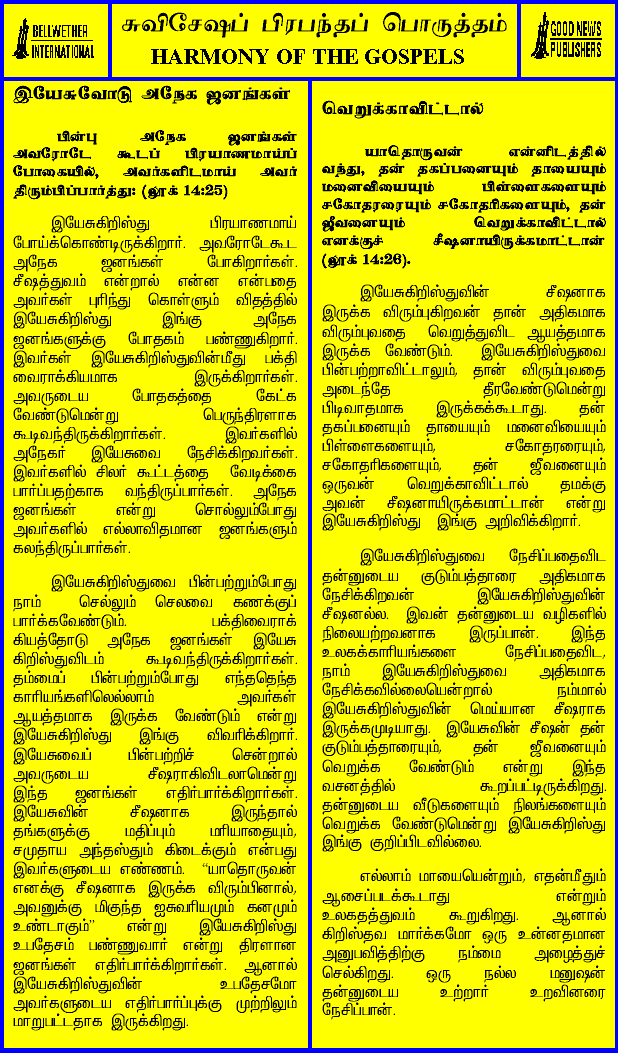 BELLWETHER
INTERNATIONAL
சுவிசேஷப் பிரபந்தப் பொருத்தம்
HARMONY OF THE GOSPELS
GOOD NEWS
PUBLISHERS
இயேசுவோடு அநேக ஜனங்கள்
பின்பு அநேக ஜனங்கள்
அவரோடே கூடப் பிரயாணமாய்ப்
போகையில், அவர்களிடமாய் அவர்
திரும்பிப்பார்த்து: (லூக் 14:25)
இயேசுகிறிஸ்து பிரயாணமாய்
போய்க்கொண்டிருக்கிறார். அவரோடேகூட
அநேக ஜனங்கள் போகிறார்கள்.
சீஷத்துவம் என்றால் என்ன என்பதை
அவர்கள் புரிந்து கொள்ளும் விதத்தில்
இயேசுகிறிஸ்து இங்கு அநேக
ஜனங்களுக்கு போதகம் பண்ணுகிறார்.
இவர்கள் இயேசுகிறிஸ்துவின்மீது பக்தி
வைராக்கியமாக இருக்கிறார்கள்.
அவருடைய போதகத்தை கேட்க
வேண்டுமென்று பெருந்திரளாக
கூடிவந்திருக்கிறார்கள். இவர்களில்
அநேகர் இயேசுவை நேசிக்கிறவர்கள்.
இவர்களில் சிலர் கூட்டத்தை வேடிக்கை
பார்ப்பதற்காக வந்திருப்பார்கள். அநேக
ஜனங்கள் என்று சொல்லும்போது
அவர்களில் எல்லாவிதமான ஜனங்களும்
கலந்திருப்பார்கள்.
இயேசுகிறிஸ்துவை பின்பற்றும்போது
நாம் செல்லும் செலவை கணக்குப்
பார்க்கவேண்டும். பக்திவைராக்
கியத்தோடு அநேக ஜனங்கள் இயேசு
கிறிஸ்துவிடம் கூடிவந்திருக்கிறார்கள்.
தம்மைப் பின்பற்றும்போது எந்ததெந்த
காரியங்களிலெல்லாம் அவர்கள்
ஆயத்தமாக இருக்க வேண்டும் என்று
இயேசுகிறிஸ்து இங்கு விவரிக்கிறார்.
இயேசுவைப் பின்பற்றிச் சென்றால்
அவருடைய சீஷராகிவிடலாமென்று
இந்த ஜனங்கள் எதிர்பார்க்கிறார்கள்.
இயேசுவின் சீஷனாக இருந்தால்
தங்களுக்கு மதிப்பும் மரியாதையும்,
சமுதாய அந்தஸ்தும் கிடைக்கும் என்பது
இவர்களுடைய எண்ணம். “யாதொருவன்
எனக்கு சீஷனாக இருக்க விரும்பினால்,
அவனுக்கு மிகுந்த ஐசுவரியமும் கனமும்
உண்டாகும்” என்று இயேசுகிறிஸ்து
உபதேசம் பண்ணுவார் என்று திரளான
ஜனங்கள் எதிர்பார்க்கிறார்கள். ஆனால்
இயேசுகிறிஸ்துவின் உபதேசமோ
அவர்களுடைய எதிர்பார்ப்புக்கு முற்றிலும்
மாறுபட்டதாக இருக்கிறது.
வெறுக்காவிட்டால்
யாதொருவன் என்னிடத்தில்
வந்து, தன் தகப்பனையும் தாயையும்
மனைவியையும் பிள்ளைகளையும்
சகோதரரையும் சகோதரிகளையும், தன்
ஜீவனையும் வெறுக்காவிட்டால்
எனக்குச் சீஷனாயிருக்கமாட்டான்
(லூக் 14:26).
இயேசுகிறிஸ்துவின் சீஷனாக
இருக்க விரும்புகிறவன் தான் அதிகமாக
விரும்புவதை வெறுத்துவிட ஆயத்தமாக
இருக்க வேண்டும். இயேசுகிறிஸ்துவை
பின்பற்றாவிட்டாலும், தான் விரும்புவதை
அடைந்தே தீரவேண்டுமென்று
பிடிவாதமாக இருக்கக்கூடாது. தன்
தகப்பனையும் தாயையும் மனைவியையும்
பிள்ளைகளையும், சகோதரரையும்,
சகோதரிகளையும், தன் ஜீவனையும்
ஒருவன் வெறுக்காவிட்டால் தமக்கு
அவன் சீஷனாயிருக்கமாட்டான் என்று
இயேசுகிறிஸ்து இங்கு அறிவிக்கிறார்.
இயேசுகிறிஸ்துவை நேசிப்பதைவிட
தன்னுடைய குடும்பத்தாரை அதிகமாக
நேசிக்கிறவன் இயேசுகிறிஸ்துவின்
சீஷனல்ல. இவன் தன்னுடைய வழிகளில்
நிலையற்றவனாக இருப்பான். இந்த
உலகக்காரியங்களை நேசிப்பதைவிட,
நாம் இயேசுகிறிஸ்துவை அதிகமாக
நேசிக்கவில்லையென்றால் நம்மால்
இயேசுகிறிஸ்துவின் மெய்யான சீஷராக
இருக்கமுடியாது. இயேசுவின் சீஷன் தன்
குடும்பத்தாரையும், தன் ஜீவனையும்
வெறுக்க வேண்டும் என்று இந்த
வசனத்தில் கூறப்பட்டிருக்கிறது.
தன்னுடைய வீடுகளையும் நிலங்களையும்
வெறுக்க வேண்டுமென்று இயேசுகிறிஸ்து
இங்கு குறிப்பிடவில்லை.
எல்லாம் மாயையென்றும், எதன்மீதும்
ஆசைப்படக்கூடாது என்றும்
உலகதத்துவம் கூறுகிறது. ஆனால்
கிறிஸ்தவ மார்க்கமோ ஒரு உன்னதமான
அனுபவித்திற்கு நம்மை அழைத்துச்
செல்கிறது. ஒரு நல்ல மனுஷன்
தன்னுடைய உற்றார் உறவினரை
நேசிப்பான்.